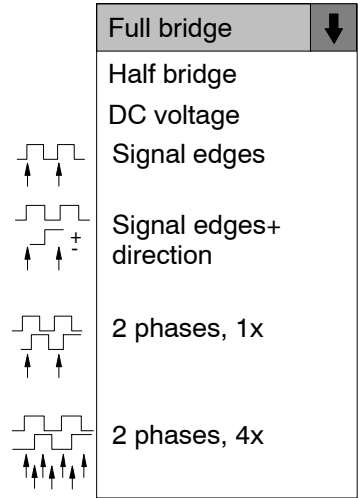 Full bridge
Half bridge
DC voltage
Signal edges
+
-
Signal edges+
direction
2 phases, 1x
2 phases, 4x